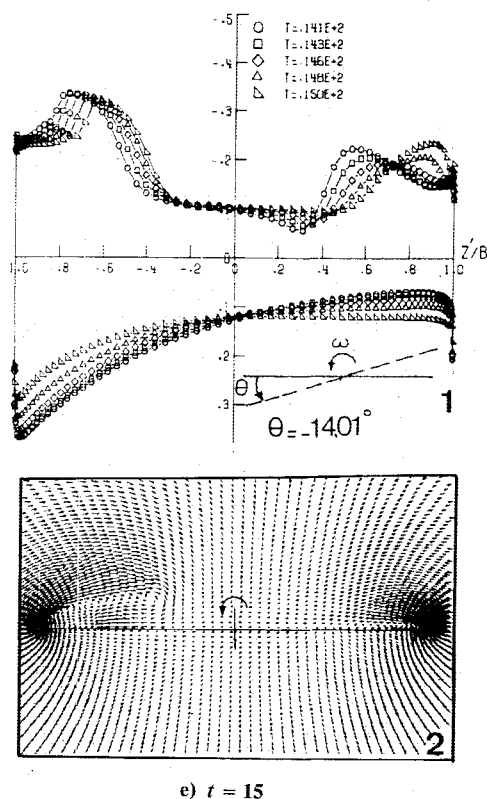 -.5
T=.141E+2
T=.143E+2
-.4
T=.146E+2
T=.148E+2
T=.150E+2
-.3
-.2
-.1
0
Z'/B
1.0 .8 .6 .4 .2 0 .2 .4 .6 .8 1.0
.1
.2
ω
θ
.3
θ=-14.01°
1
2
e) t = 15